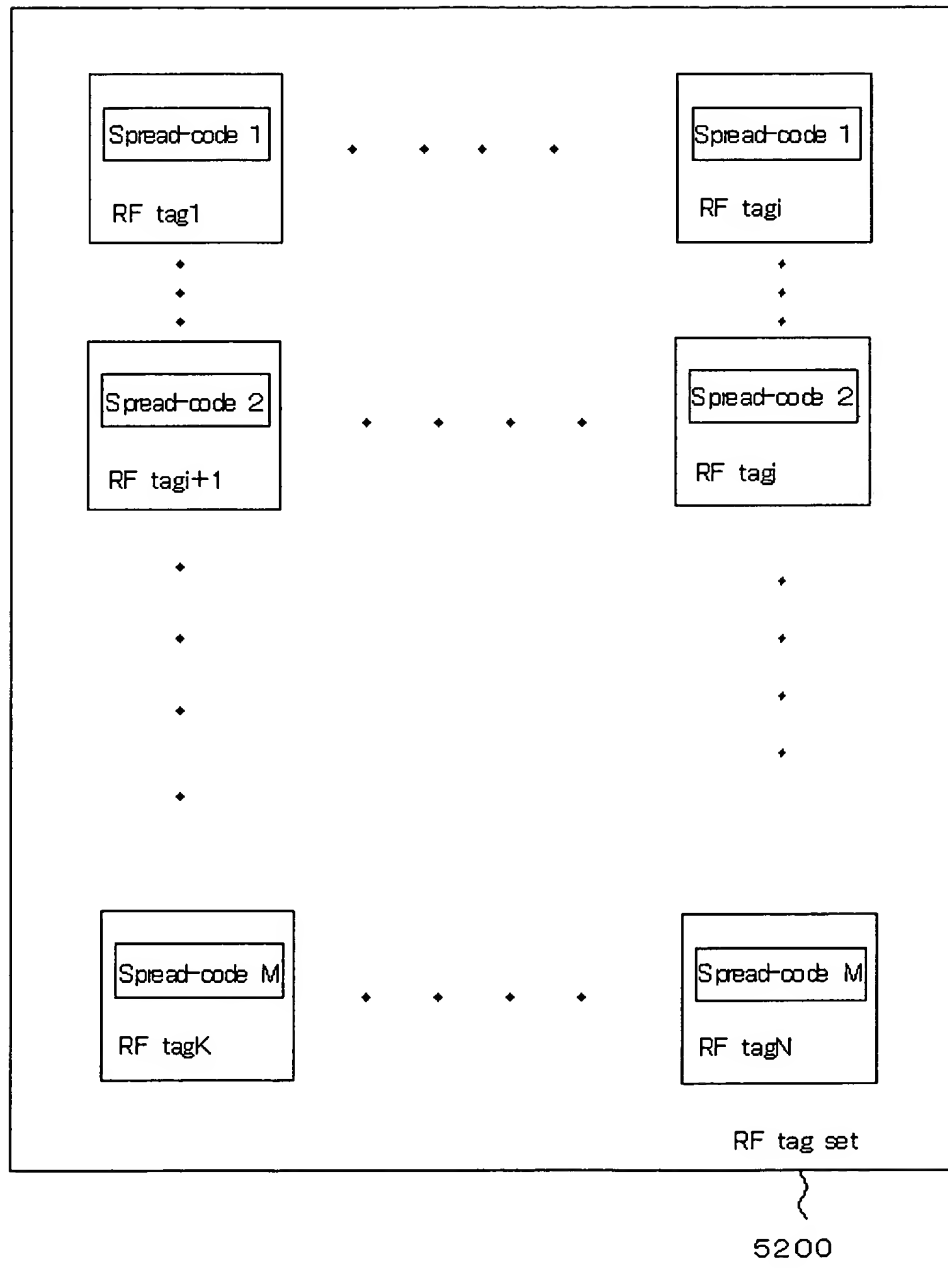 Spread-code 1
RF tag1
Spread-code 1
RF tagi
Spread-code 2
RF tagi+1
Spread-code 2
RF tagj
Spread-code M
RF tagK
Spread-code M
RF tagN
RF tag set
5200